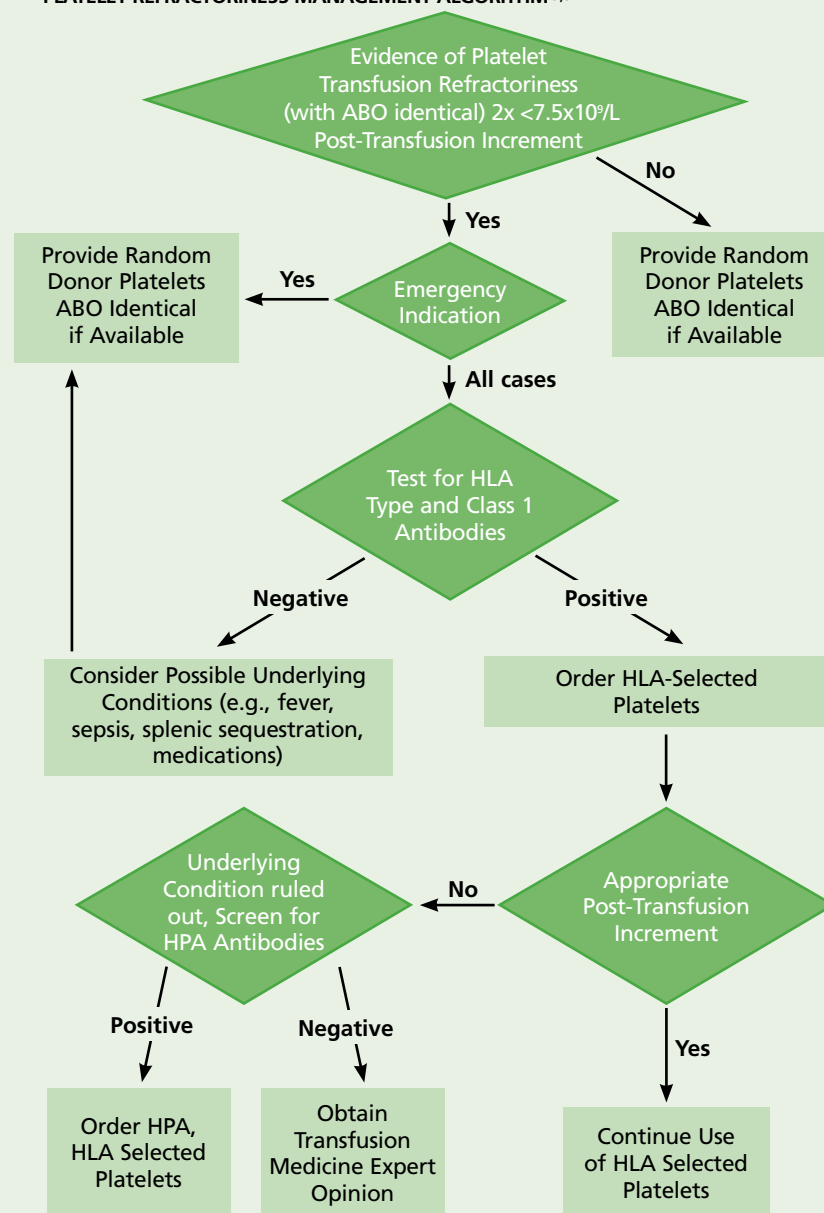 PLATELET REFRACTORINESS MANAGEMENT ALGORITHM
Evidence of Platelet
Transfusion Refractoriness
(with ABO identical) 2x <7.5x10⁹/L
Post-Transfusion Increment
No
Yes
Provide Random
Donor Platelets
ABO Identical
if Available
Yes
Emergency
Indication
Provide Random
Donor Platelets
ABO Identical
if Available
All cases
Test for HLA
Type and Class 1
Antibodies
Negative
Positive
Consider Possible Underlying
Conditions (e.g., fever,
sepsis, splenic sequestration,
medications)
Order HLA-Selected
Platelets
Underlying
Condition ruled
out, Screen for
HPA Antibodies
No
Appropriate
Post-Transfusion
Increment
Positive
Negative
Yes
Order HPA,
HLA Selected
Platelets
Obtain
Transfusion
Medicine Expert
Opinion
Continue Use
of HLA Selected
Platelets